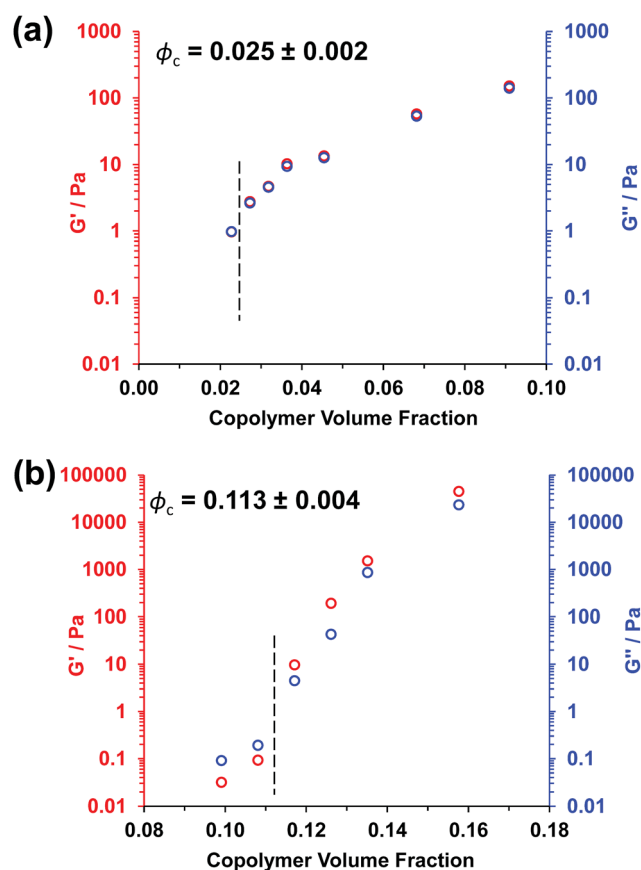 (a)
ϕc = 0.025 ± 0.002
1000
100
10
1
0.1
0.01
G' / Pa
1000
100
10
1
0.1
0.01
G'' / Pa
0.00 0.02 0.04 0.06 0.08 0.10
Copolymer Volume Fraction
(b)
ϕc = 0.113 ± 0.004
100000
10000
1000
100
10
1
0.1
0.01
G' / Pa
100000
10000
1000
100
10
1
0.1
0.01
G'' / Pa
0.08 0.10 0.12 0.14 0.16 0.18
Copolymer Volume Fraction